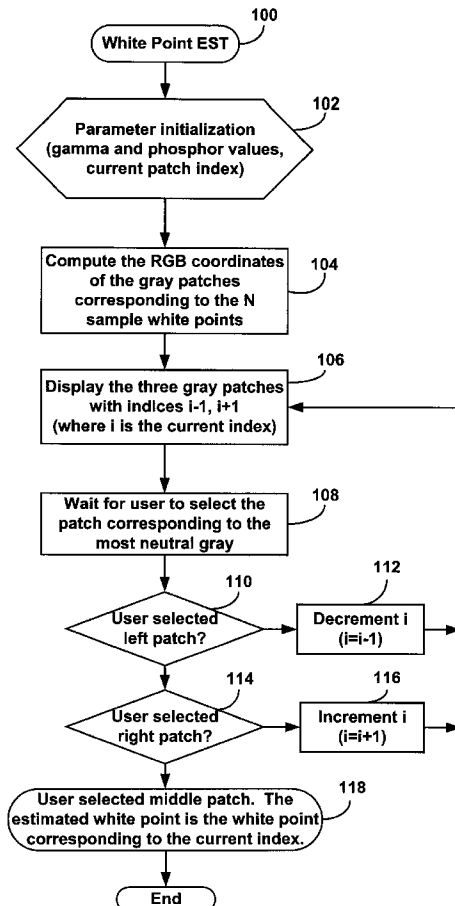 100
White Point EST
102
Parameter initialization
(gamma and phosphor values,
current patch index)
Compute the RGB coordinates
of the gray patches
corresponding to the N
sample white points
104
106
Display the three gray patches
with indices i-1, i+1
(where i is the current index)
Wait for user to select the
patch corresponding to the
most neutral gray
108
110
User selected
left patch?
112
Decrement i
(i=i-1)
114
User selected
right patch?
116
Increment i
(i=i+1)
User selected middle patch. The
estimated white point is the white point
corresponding to the current index.
118
End